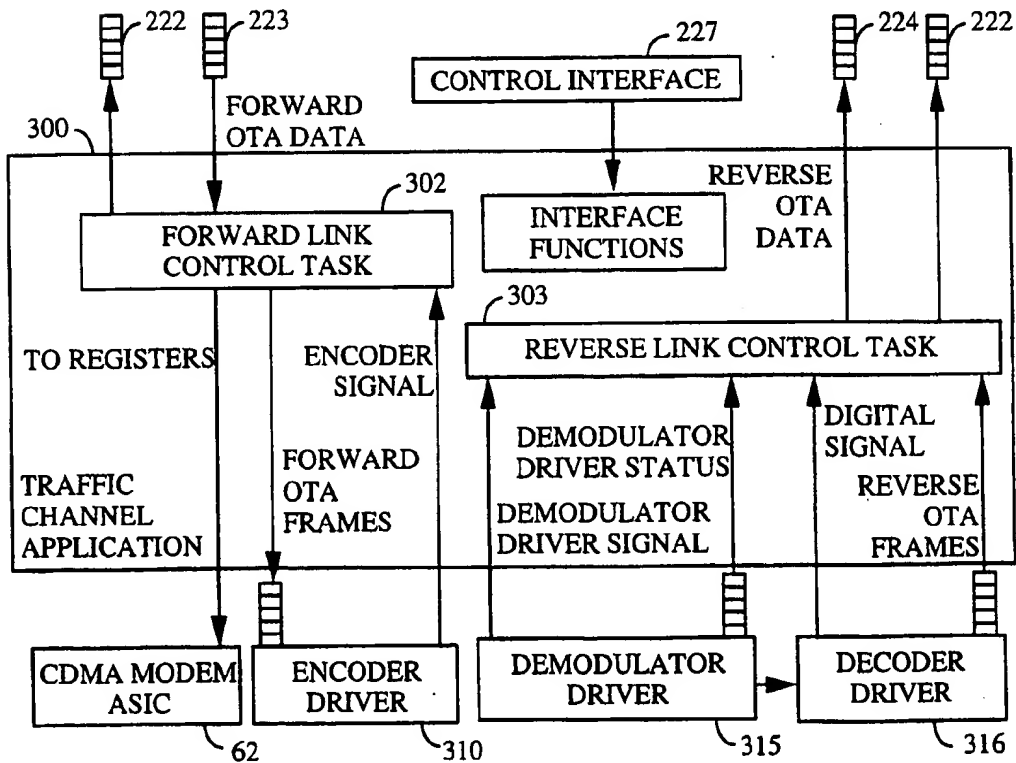 222
223
227
224
222
CONTROL INTERFACE
FORWARD
OTA DATA
300
302
REVERSE
OTA
DATA
FORWARD LINK
CONTROL TASK
INTERFACE
FUNCTIONS
303
TO REGISTERS
ENCODER
SIGNAL
REVERSE LINK CONTROL TASK
DEMODULATOR
DRIVER STATUS
DIGITAL
SIGNAL
FORWARD
OTA
FRAMES
TRAFFIC
CHANNEL
APPLICATION
DEMODULATOR
DRIVER SIGNAL
REVERSE
OTA
FRAMES
CDMA MODEM
ASIC
ENCODER
DRIVER
DEMODULATOR
DRIVER
DECODER
DRIVER
62
310
315
316